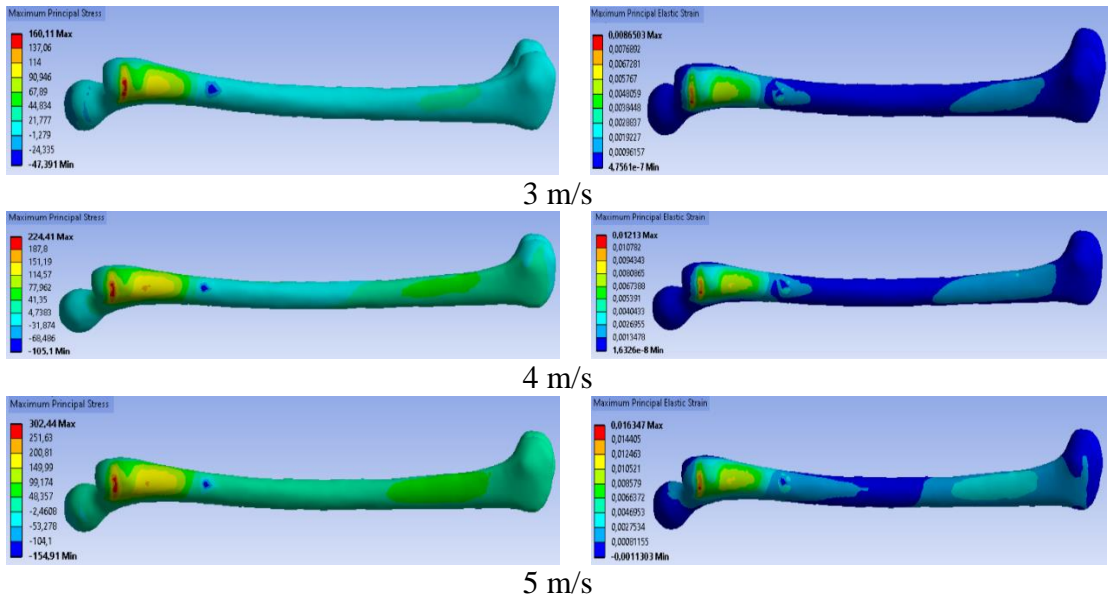 Maximum Principal Stress
160,11 Max
137,06
114
90,946
67,89
44,834
21,777
-1,279
-24,335
-47,391 Min
Maximum Principal Elastic Strain
0,0086503 Max
0,0076892
0,0067281
0,005767
0,0048059
0,0038448
0,0028837
0,0019227
0,00096157
4,7561e-7 Min
3 m/s
Maximum Principal Stress
224,41 Max
187,8
151,19
114,57
77,962
41,35
4,7383
-31,874
-68,486
-105,1 Min
Maximum Principal Elastic Strain
0,01213 Max
0,010782
0,0094343
0,0080865
0,0067388
0,005391
0,0040433
0,0026955
0,0013478
1,6326e-8 Min
4 m/s
Maximum Principal Stress
302,44 Max
251,63
200,81
149,99
99,174
48,357
-2,4608
-53,278
-104,1
-154,91 Min
Maximum Principal Elastic Strain
0,016347 Max
0,014405
0,012463
0,010521
0,008579
0,006372
0,0046953
0,0027534
0,00081155
-0,0011303 Min
5 m/s